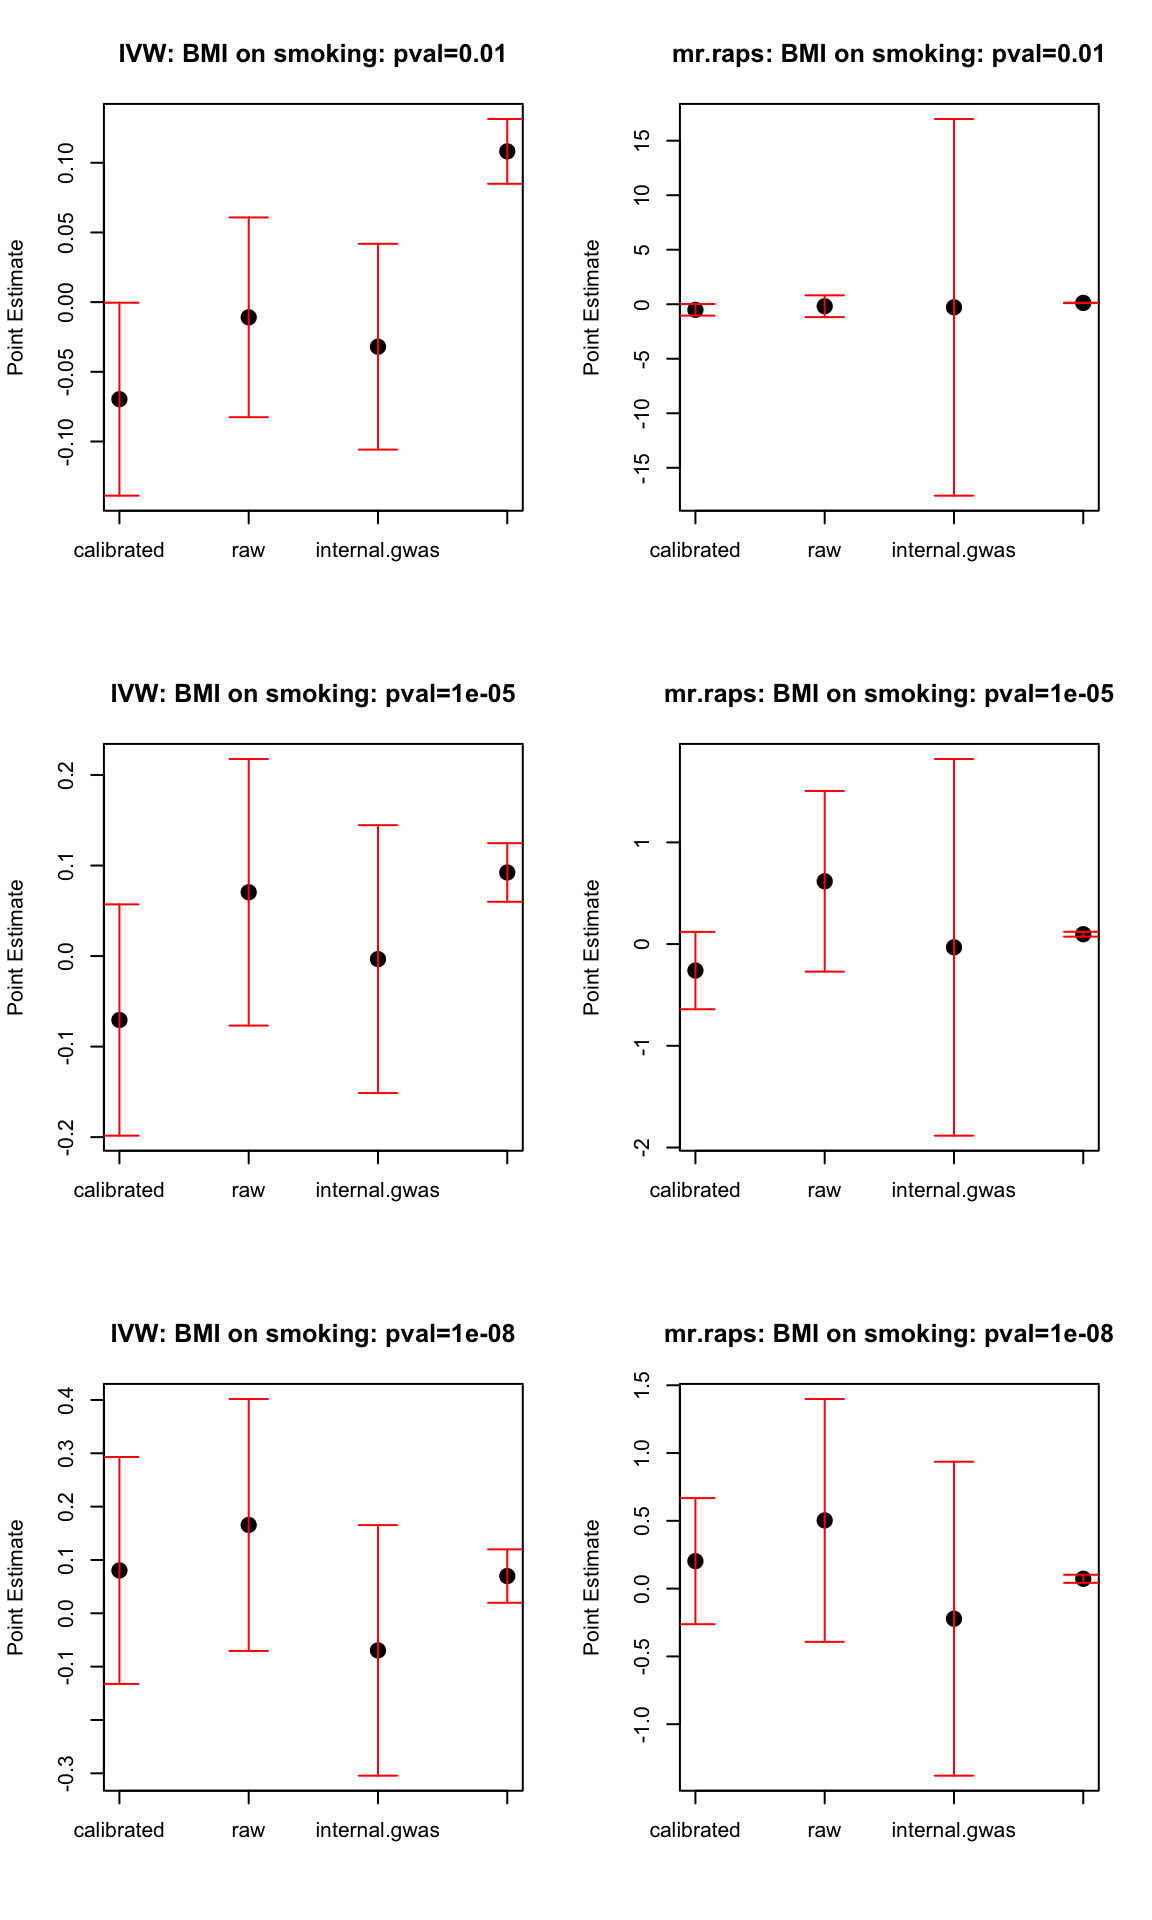 IVW: BMI on smoking: pval=0.01
Point Estimate
0.10
0.05
0.00
-0.05
-0.10
calibrated raw internal.gwas
mr.raps: BMI on smoking: pval=0.01
Point Estimate
15
10
5
0
-5
-10
-15
calibrated raw internal.gwas
IVW: BMI on smoking: pval=1e-05
Point Estimate
0.2
0.1
0.0
-0.1
-0.2
calibrated raw internal.gwas
mr.raps: BMI on smoking: pval=1e-05
Point Estimate
1
0
-1
-2
calibrated raw internal.gwas
IVW: BMI on smoking: pval=1e-08
Point Estimate
0.4
0.3
0.2
0.1
0.0
-0.1
-0.3
calibrated raw internal.gwas
mr.raps: BMI on smoking: pval=1e-08
Point Estimate
1.5
1.0
0.5
0.0
-0.5
-1.0
calibrated raw internal.gwas